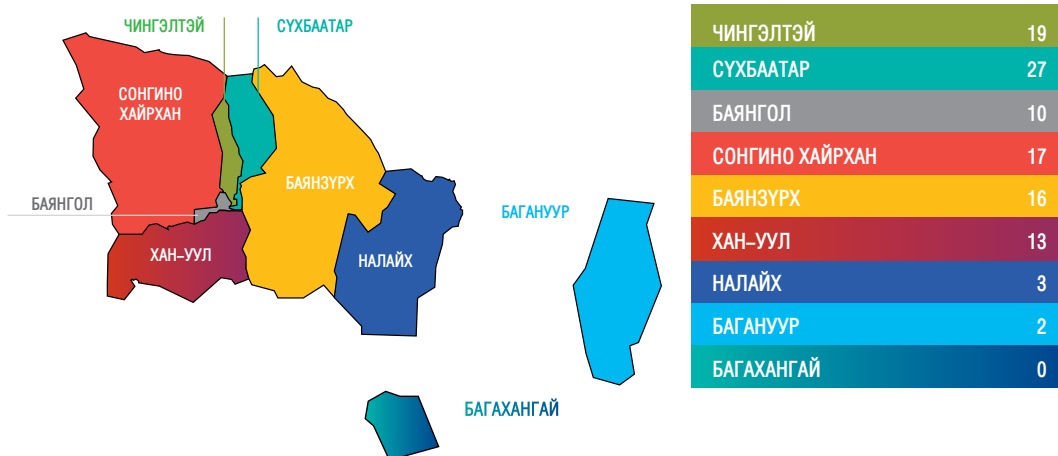 ЧИНГЭЛТЭЙ
СҮХБААТАР
СОНГИНО
ХАЙРХАН
БАЯНЗҮРХ
БАЯНГОЛ
ХАН-УУЛ
НАЛАЙХ
БАГАНУУР
БАГАХАНГАЙ
ЧИНГЭЛТЭЙ 19
СҮХБААТАР 27
БАЯНГОЛ 10
СОНГИНО ХАЙРХАН 17
БАЯНЗҮРХ 16
ХАН-УУЛ 13
НАЛАЙХ 3
БАГАНУУР 2
БАГАХАНГАЙ 0